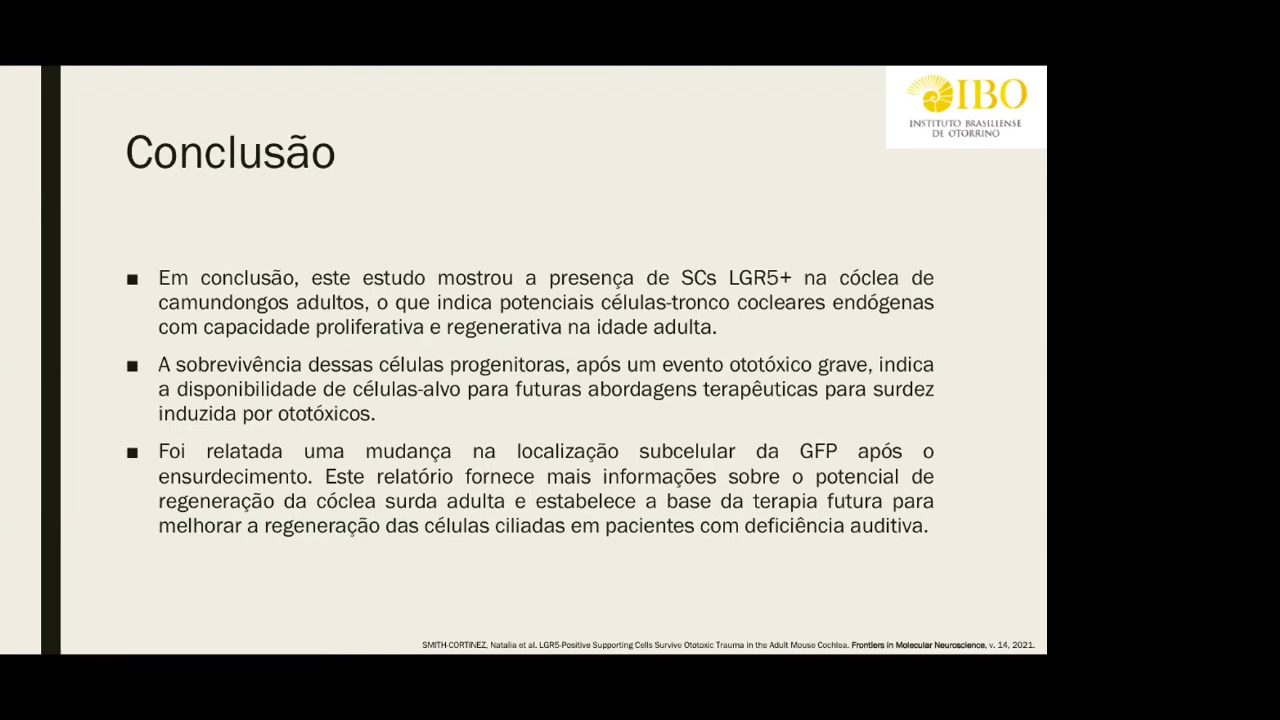 IBO
INSTITUTO BRASILIENSE
DE OTORRINO
Conclusão
■ Em conclusão, este estudo mostrou a presença de SCs LGR5+ na cóclea de
camundongos adultos, o que indica potenciais células-tronco cocleares endógenas
com capacidade proliferativa e regenerativa na idade adulta.
■ A sobrevivência dessas células progenitoras, após um evento ototóxico grave, indica
a disponibilidade de células-alvo para futuras abordagens terapêuticas para surdez
induzida por ototóxicos.
■ Foi relatada uma mudança na localização subcelular da GFP após o
ensurdecimento. Este relatório fornece mais informações sobre o potencial de
regeneração da cóclea surda adulta e estabelece a base da terapia futura para
melhorar a regeneração das células ciliadas em pacientes com deficiência auditiva.
SMITH-CORTINEZ, Natalia et al. LGR5-Positive Supporting Cells Survive Ototoxic Trauma in the Adult Mouse Cochlea. Frontiers in Molecular Neuroscience, v. 14, 2021.